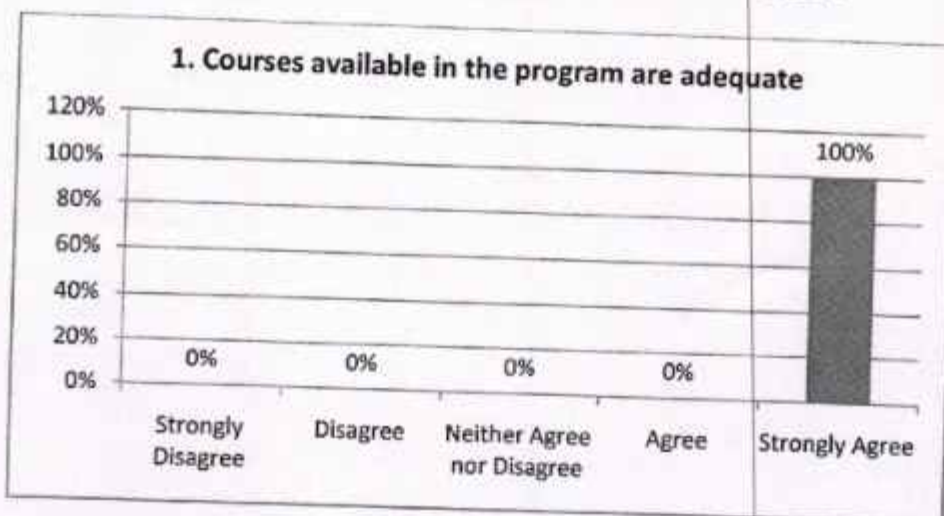 1. Courses available in the program are adequate
120%
100%
80%
60%
40%
20%
0%
0%
0%
0%
0%
100%
Strongly
Disagree
Disagree
Neither Agree
nor Disagree
Agree
Strongly Agree